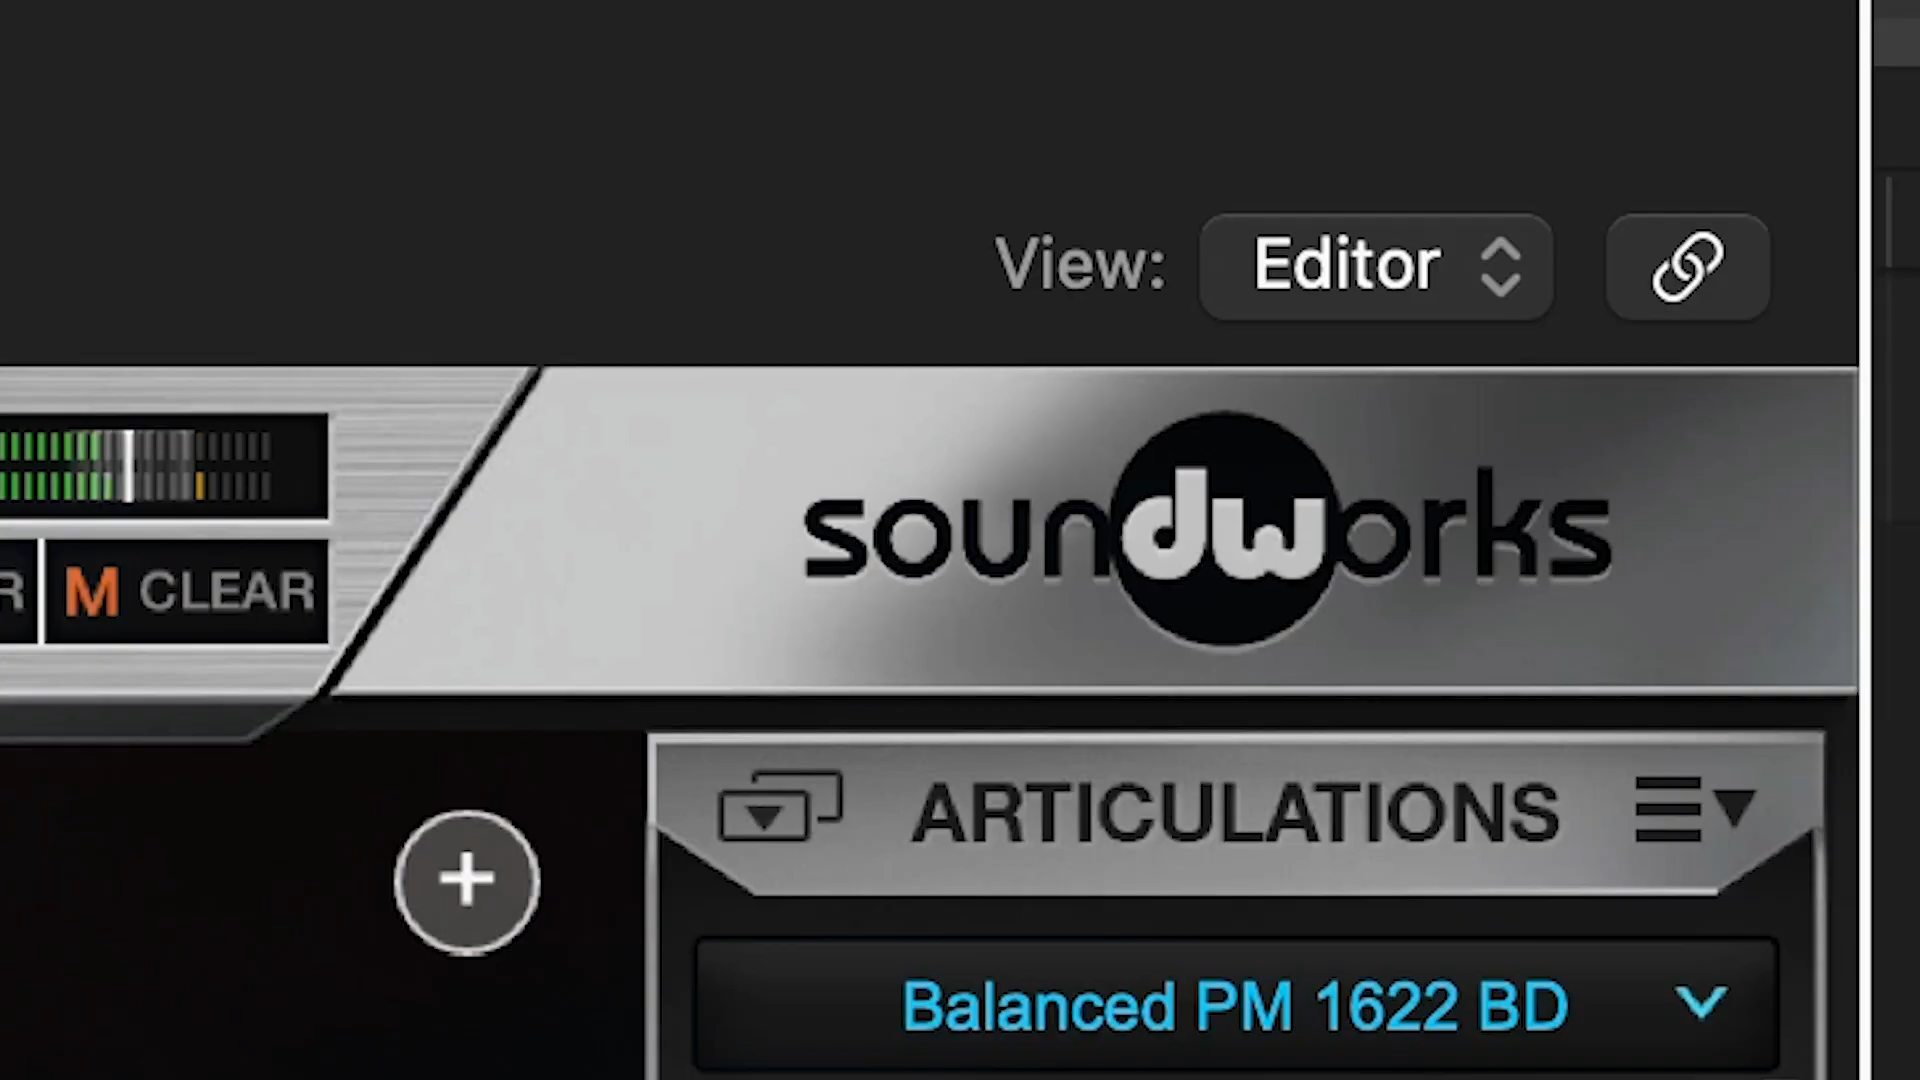 View: Editor
soundworks
R M CLEAR
ARTICULATIONS
Balanced PM 1622 BD